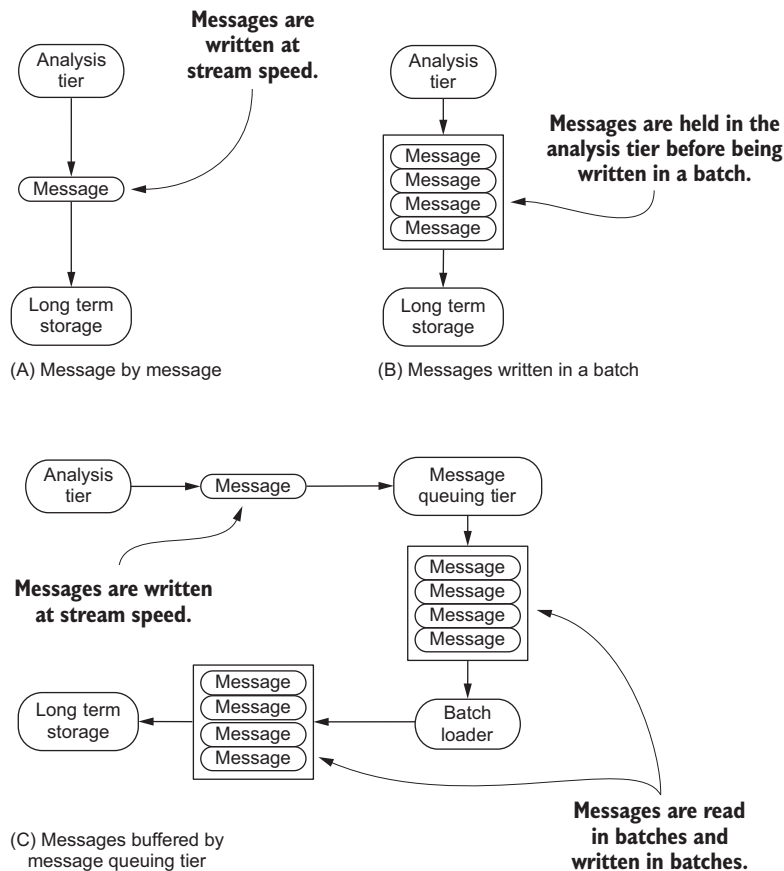 Messages are
written at
stream speed.
Analysis
tier
Message
Long term
storage
(A) Message by message
Analysis
tier
Message
Message
Message
Message
Messages are held in the
analysis tier before being
written in a batch.
Long term
storage
(B) Messages written in a batch
Analysis
tier
Message
Message
queuing tier
Messages are written
at stream speed.
Message
Message
Message
Message
Long term
storage
Message
Message
Message
Message
Batch
loader
(C) Messages buffered by
message queuing tier
Messages are read
in batches and
written in batches.